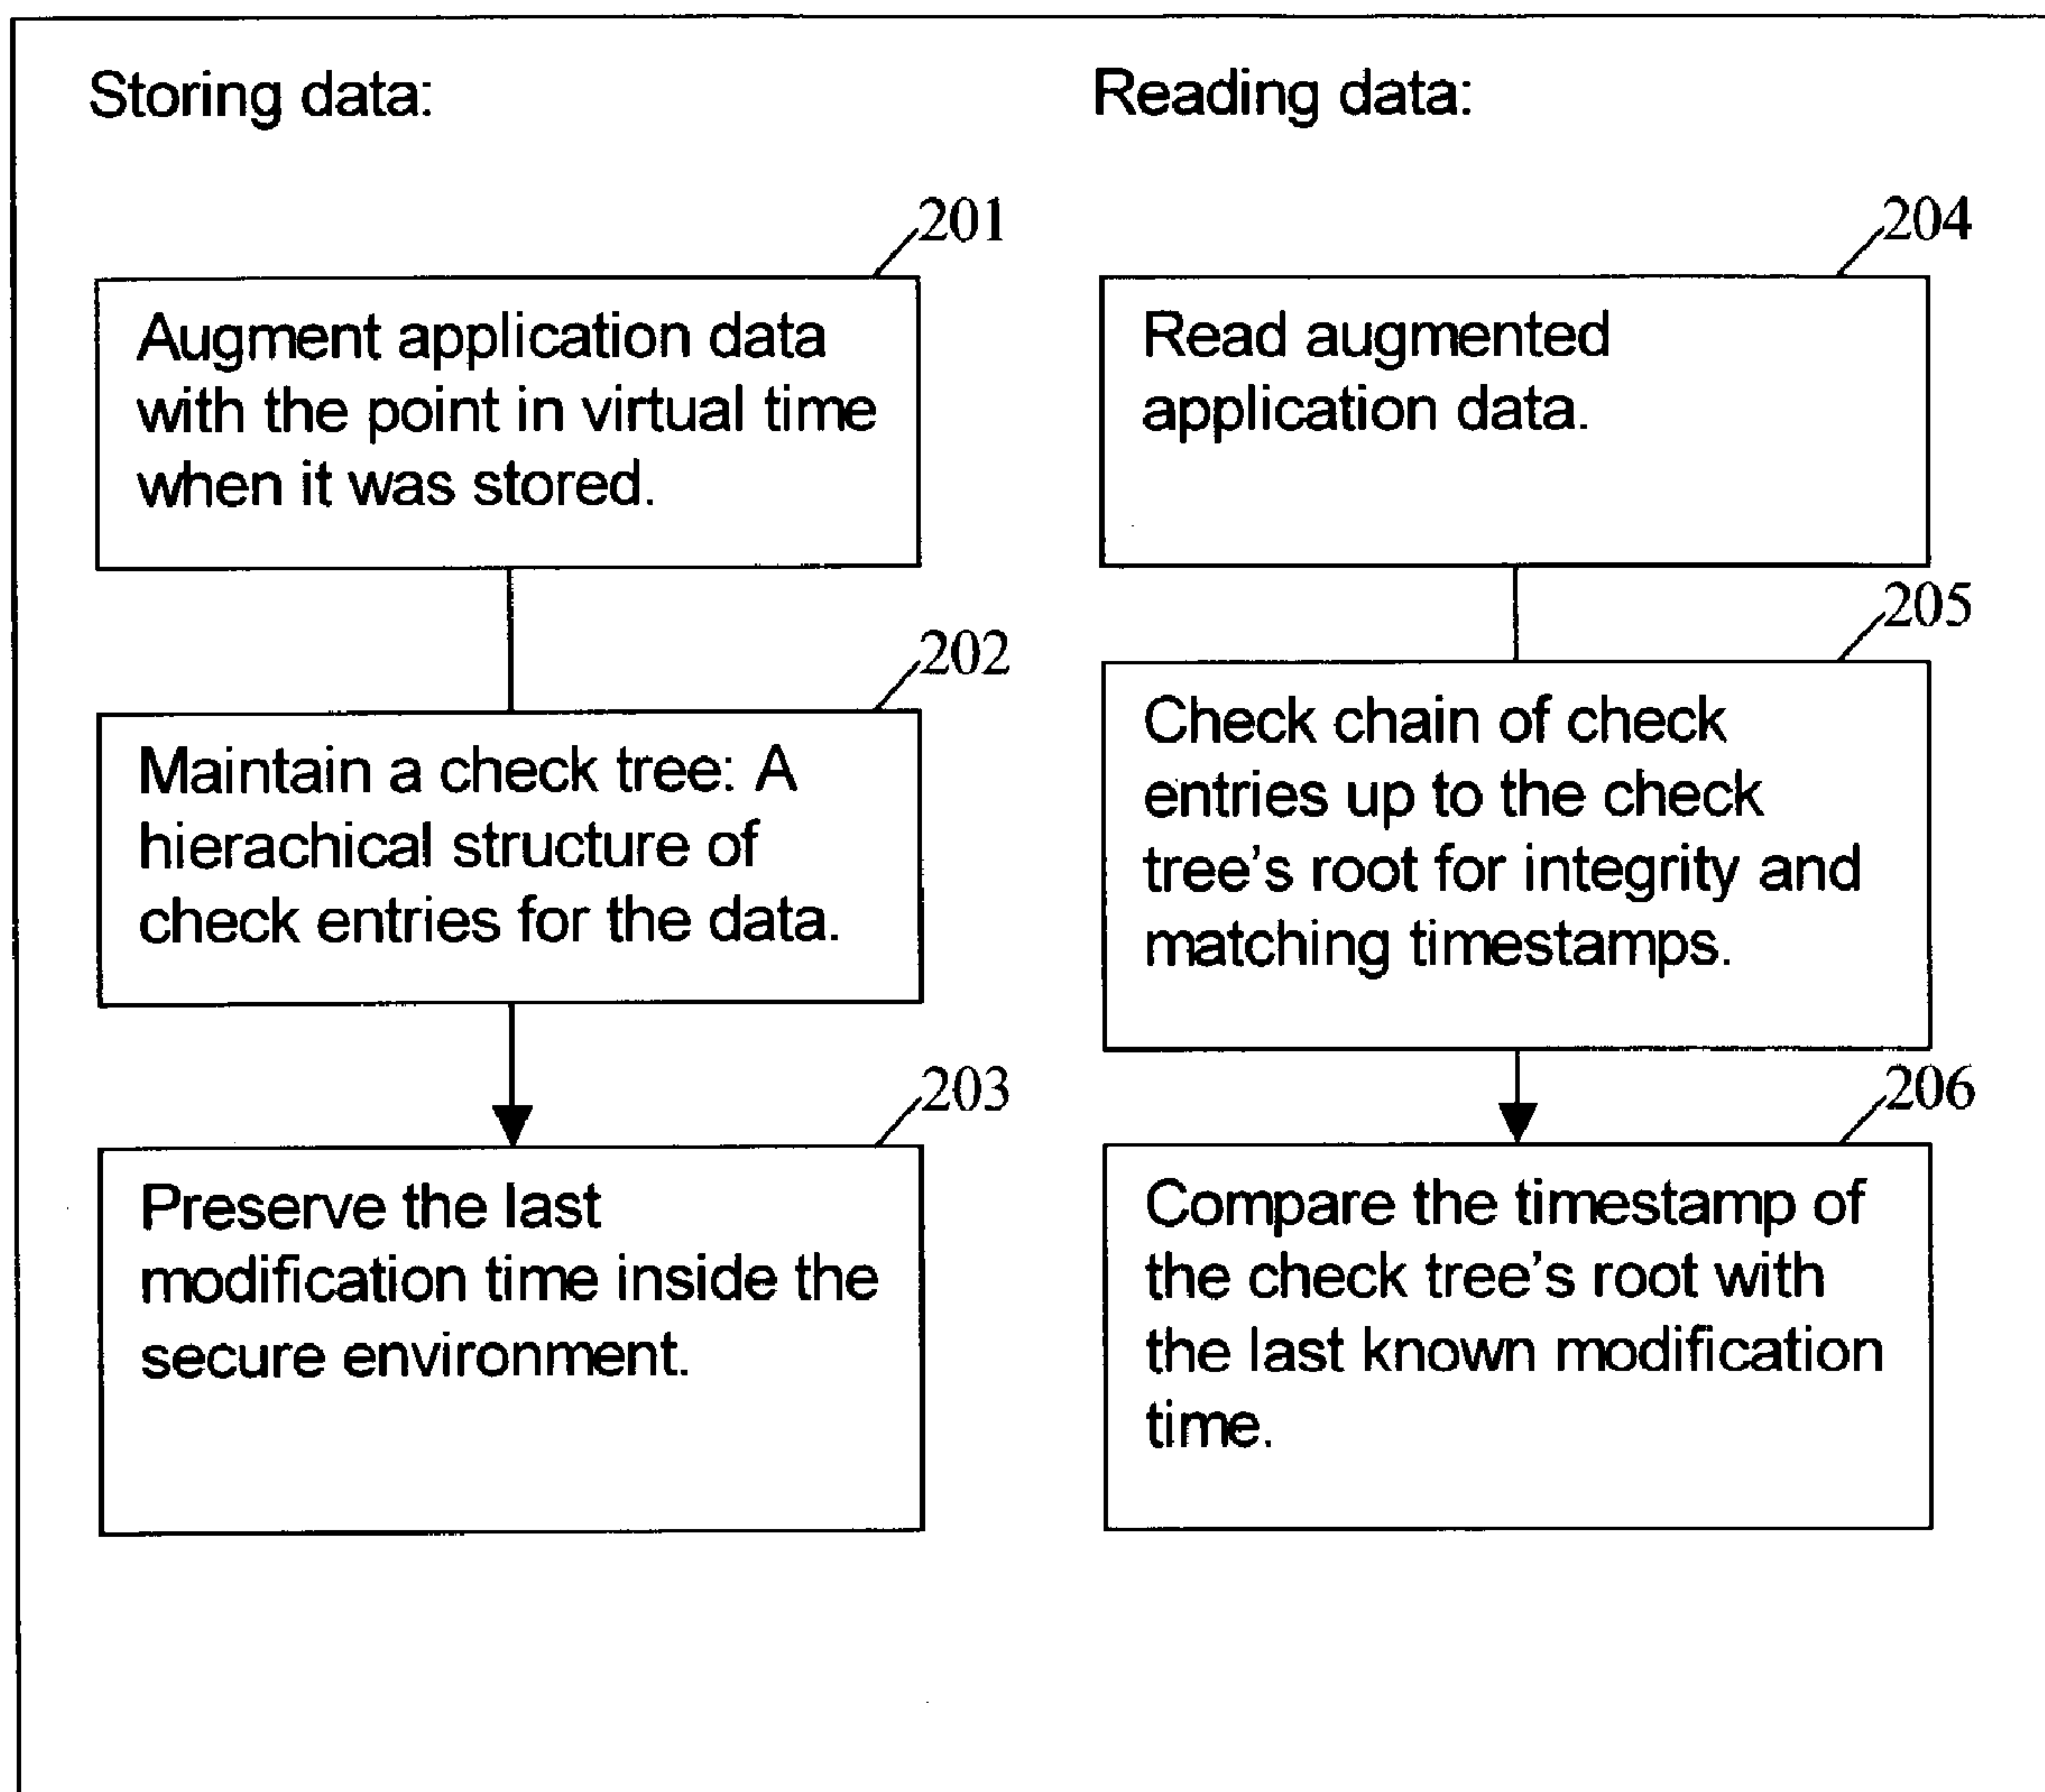 Storing data:
201
Augment application data
with the point in virtual time
when it was stored.
202
Maintain a check tree: A
hierachical structure of
check entries for the data.
203
Preserve the last
modification time inside the
secure environment.
Reading data:
204
Read augmented
application data.
205
Check chain of check
entries up to the check
tree's root for integrity and
matching timestamps.
206
Compare the timestamp of
the check tree's root with
the last known modification
time.